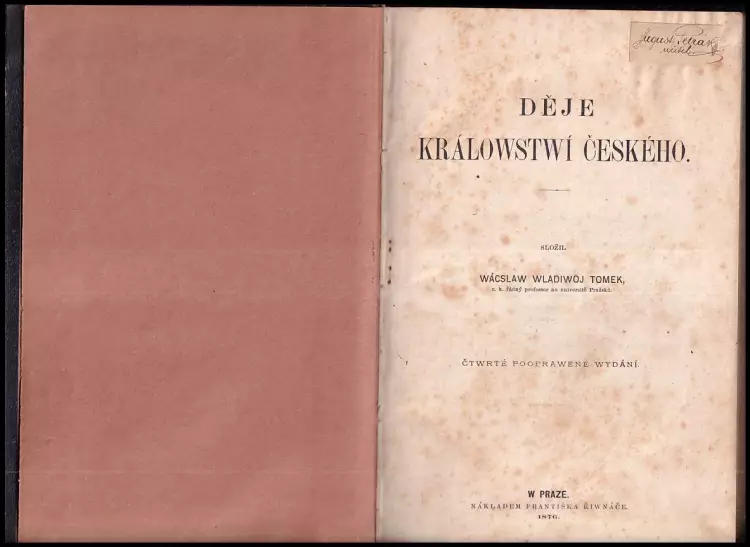 August
DĚJE
KRÁLOWSTWÍ ČESKÉHO.
SLOŽIL
WÁCSLAW WLADIWOJ TOMEK,
c. k. řádný professor na universitě Pražské.
ČTWRTÉ POOPRAWENÉ WYDÁNÍ.
W PRAZE.
NÁKLADEM FRANTIŠKA ŘIWNÁČE.
1876.